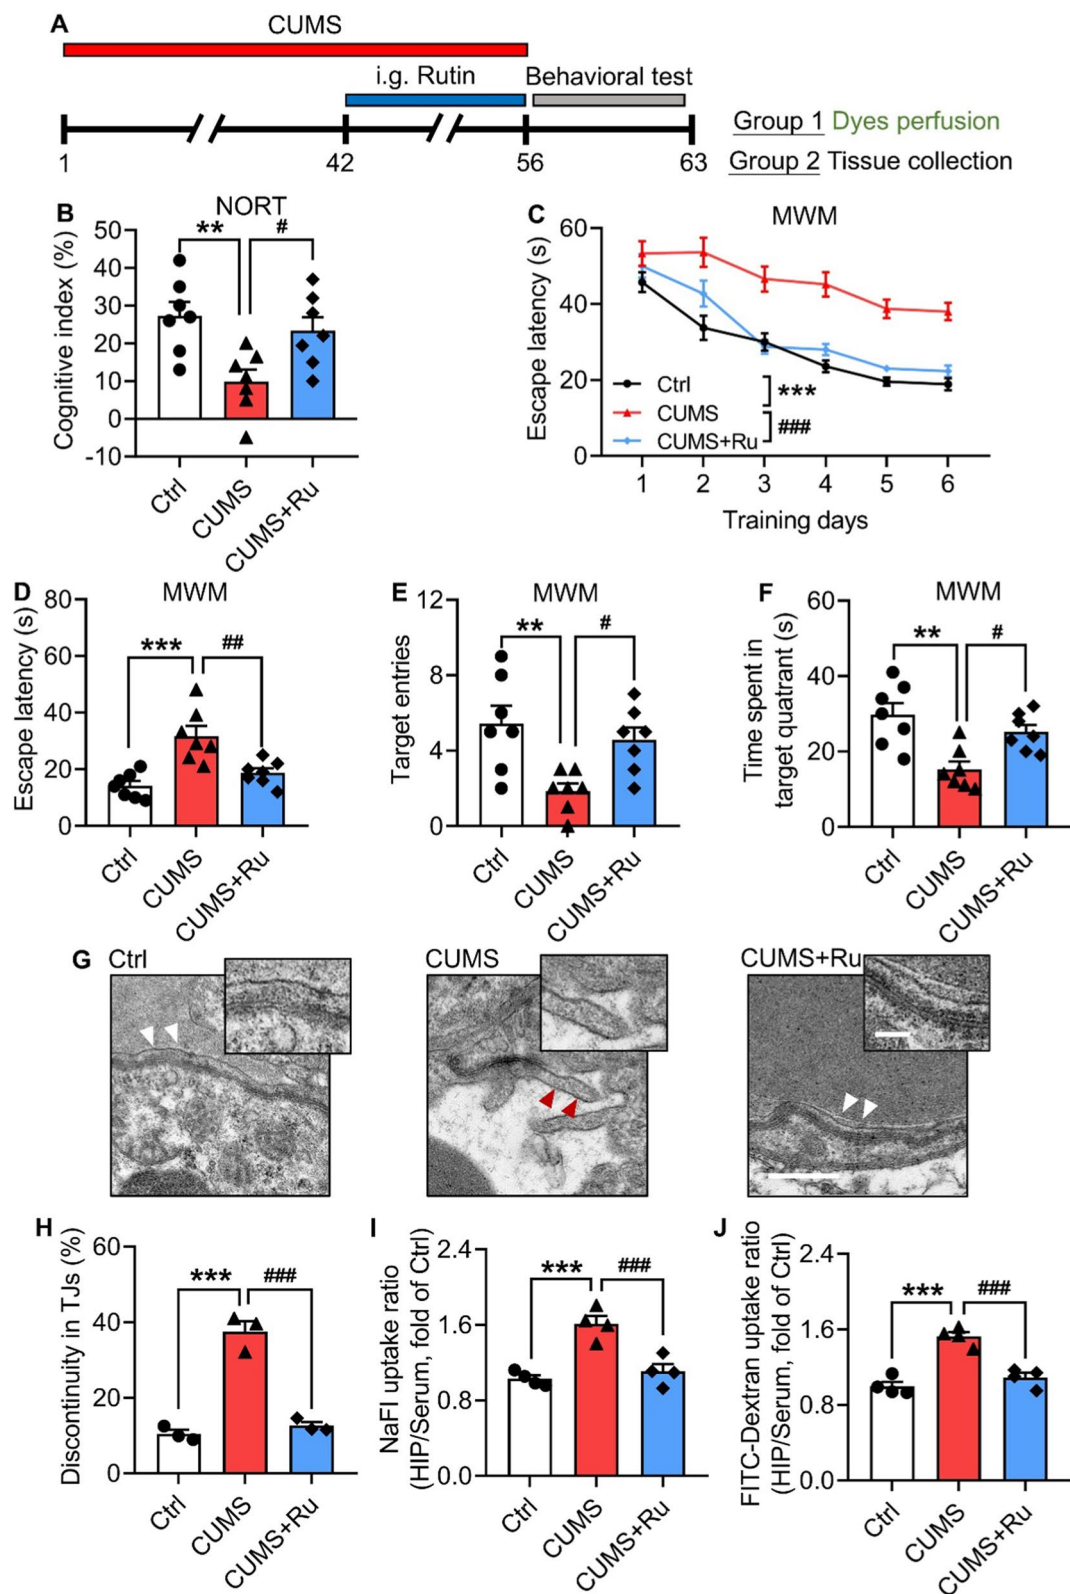 A
CUMS
i.g. Rutin
Behavioral test
1
42
56
63
Group 1 Dyes perfusion
Group 2 Tissue collection
B
NORT
Cognitive index (%)
50
40
30
20
10
0
-10
**
#
Ctrl
CUMS
CUMS+Ru
C
MWM
Escape latency (s)
60
40
20
0
Ctrl
CUMS
CUMS+Ru
***
###
1 2 3 4 5 6
Training days
D
MWM
Escape latency (s)
80
60
40
20
0
***
##
Ctrl
CUMS
CUMS+Ru
E
MWM
Target entries
12
8
4
0
**
#
Ctrl
CUMS
CUMS+Ru
F
MWM
Time spent in
target quatrant (s)
60
40
20
0
**
#
Ctrl
CUMS
CUMS+Ru
G
Ctrl
CUMS
CUMS+Ru
H
Discontinuity in TJs (%)
60
40
20
0
***
###
Ctrl
CUMS
CUMS+Ru
I
NaFI uptake ratio
(HIP/Serum, fold of Ctrl)
2.4
1.6
0.8
0.0
***
###
Ctrl
CUMS
CUMS+Ru
J
FITC-Dextran uptake ratio
(HIP/Serum, fold of Ctrl)
2.4
1.6
0.8
0.0
***
###
Ctrl
CUMS
CUMS+Ru